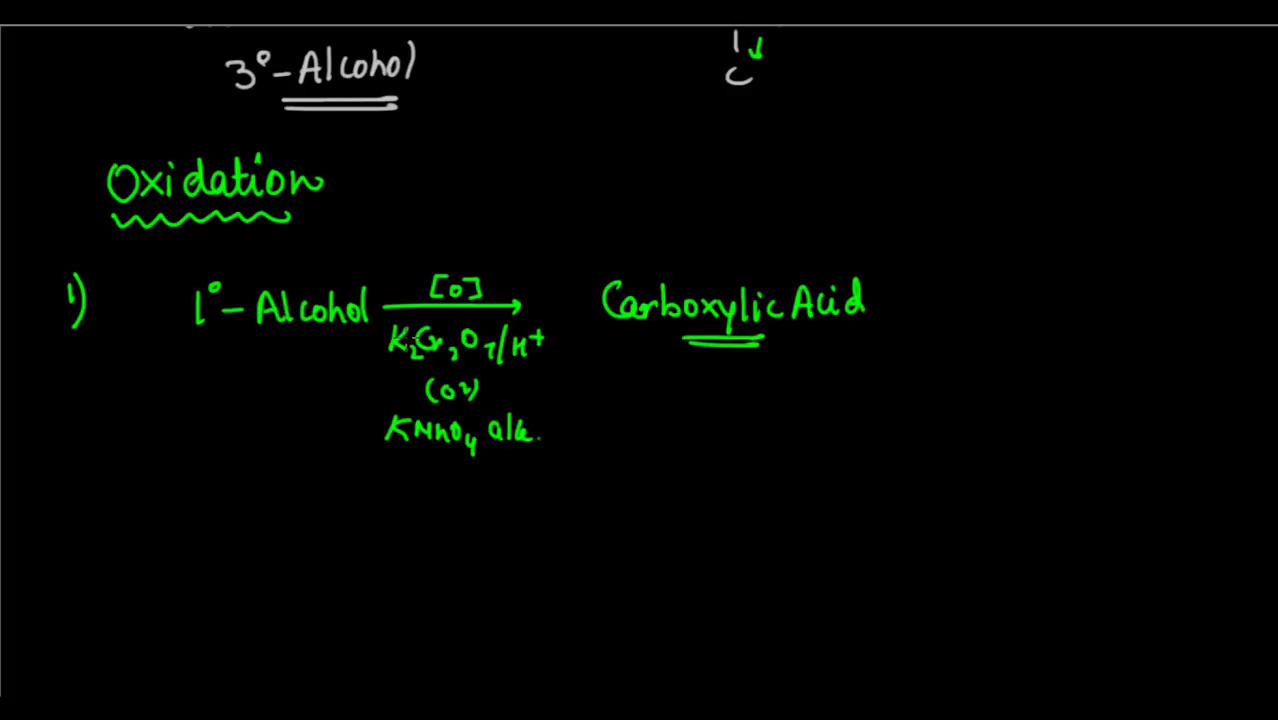 3°-Alcohol
C
Oxidation
1) 1°-Alcohol [O] Carboxylic Acid
K₂Cr₂O₇/H⁺
(or)
KMnO₄ alk.